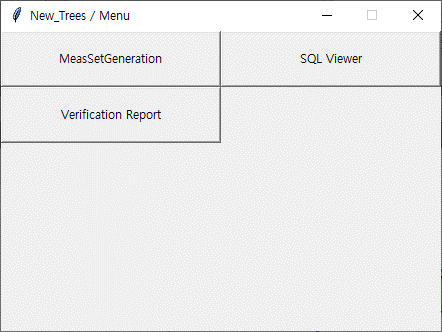 New_Trees / Menu
MeasSetGeneration
SQL Viewer
Verification Report